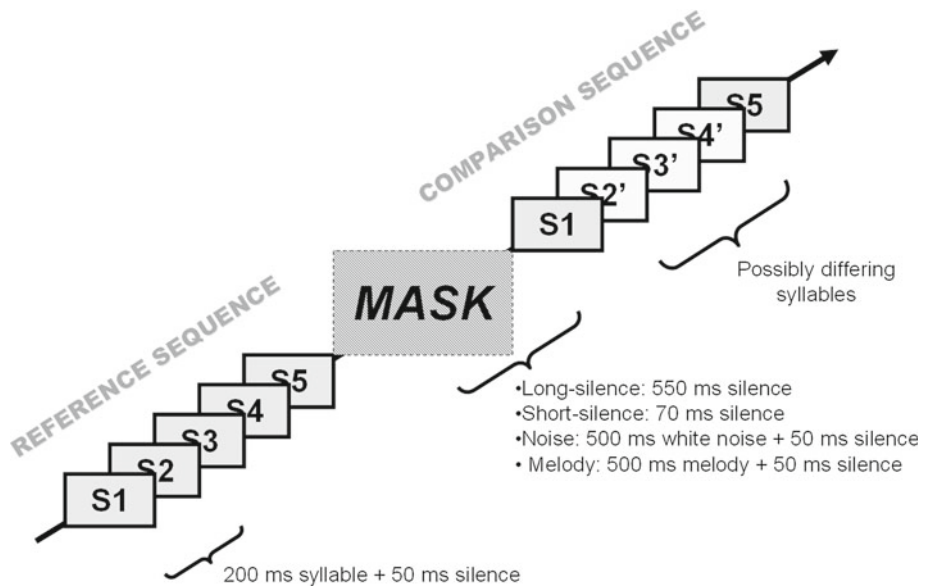 COMPARISON SEQUENCE
S5
S4'
S3'
S2'
S1
Possibly differing
syllables
MASK
REFERENCE SEQUENCE
S5
S4
S3
S2
S1
•Long-silence: 550 ms silence
•Short-silence: 70 ms silence
•Noise: 500 ms white noise + 50 ms silence
• Melody: 500 ms melody + 50 ms silence
200 ms syllable + 50 ms silence